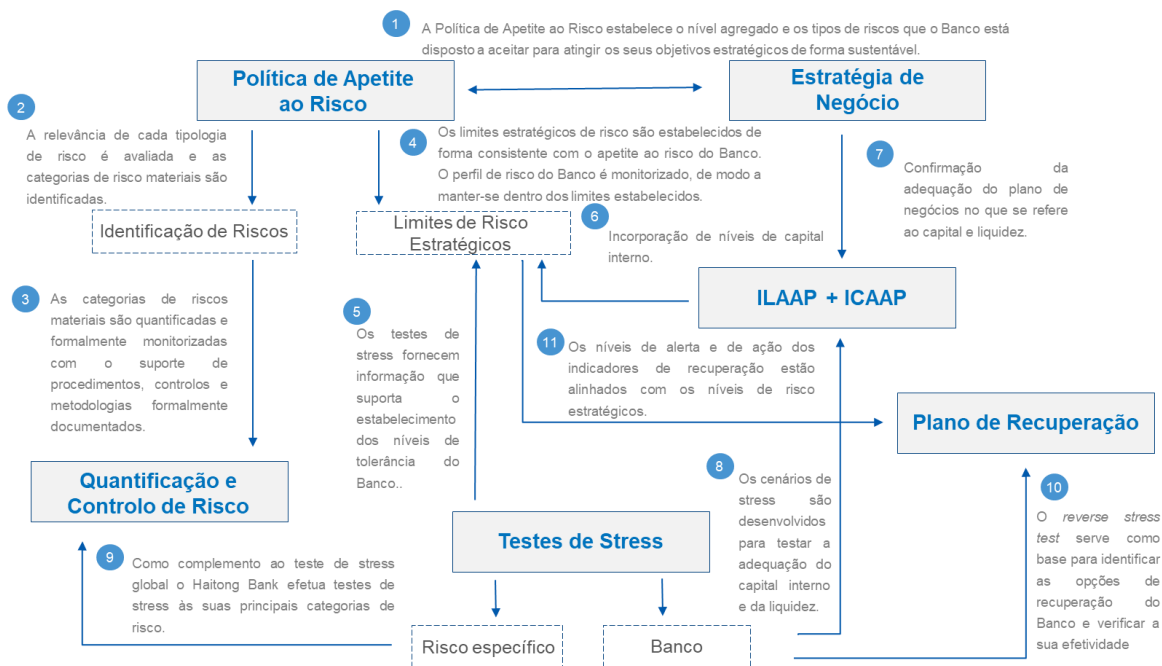 1
A Política de Apetite ao Risco estabelece o nível agregado e os tipos de riscos que o Banco está
disposto a aceitar para atingir os seus objetivos estratégicos de forma sustentável.
Política de Apetite
ao Risco
Estratégia de
Negócio
2
A relevância de cada tipologia
de risco é avaliada e as
categorias de risco materiais são
identificadas.
4
Os limites estratégicos de risco são estabelecidos de
forma consistente com o apetite ao risco do Banco.
O perfil de risco do Banco é monitorizado, de modo a
manter-se dentro dos limites estabelecidos.
7
Confirmação da
adequação do plano de
negócios no que se refere
ao capital e liquidez.
Identificação de Riscos
Limites de Risco
Estratégicos
6
Incorporação de níveis de capital
interno.
3
As categorias de riscos
materiais são quantificadas e
formalmente monitorizadas
com o suporte de
procedimentos, controlos e
metodologias formalmente
documentados.
5
Os testes de
stress fornecem
informação que
suporta o
estabelecimento
dos níveis de
tolerância do
Banco..
ILAAP + ICAAP
11
Os níveis de alerta e de ação dos
indicadores de recuperação estão
alinhados com os níveis de risco
estratégicos.
Plano de Recuperação
Quantificação e
Controlo de Risco
8
Os cenários de
stress são
desenvolvidos
para testar a
adequação do
capital interno
e da liquidez.
10
O reverse stress
test serve como
base para identificar
as opções de
recuperação do
Banco e verificar a
sua efetividade
Testes de Stress
9
Como complemento ao teste de stress
global o Haitong Bank efetua testes de
stress às suas principais categorias de
risco.
Risco específico
Banco